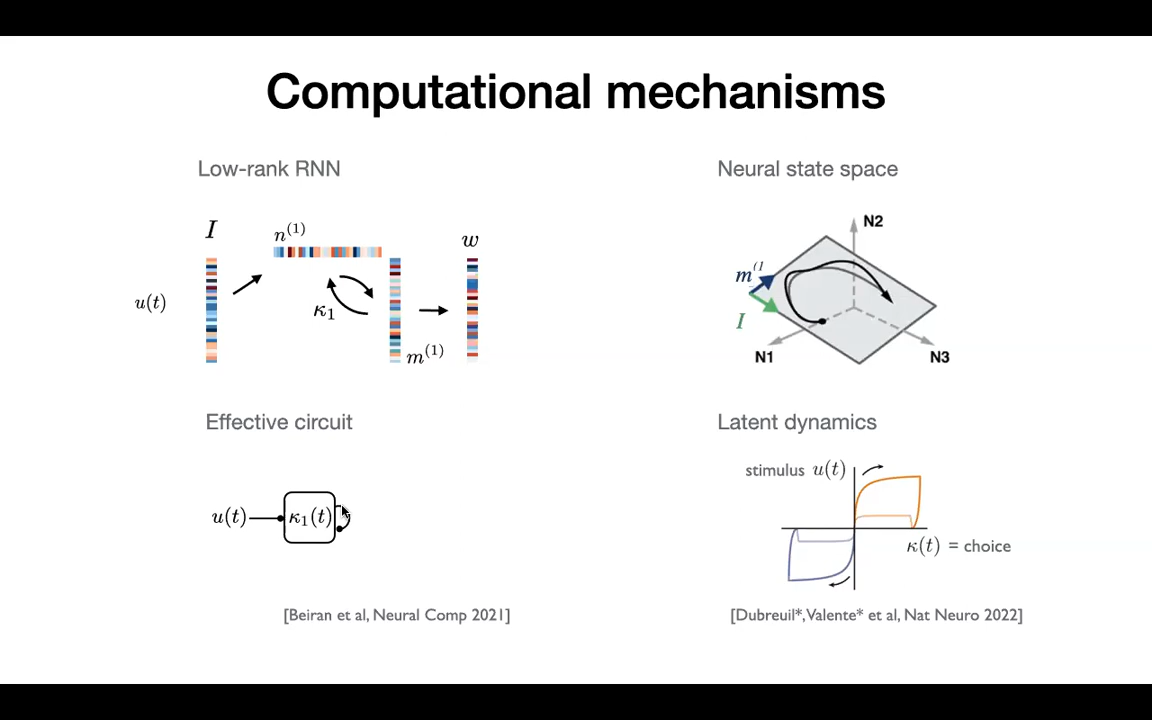 Computational mechanisms
Low-rank RNN
I
n⁽¹⁾
w
u(t)
κ₁
m⁽¹⁾
Neural state space
N2
m⁽¹
I
N1
N3
Effective circuit
u(t)
κ₁(t)
[Beiran et al, Neural Comp 2021]
Latent dynamics
stimulus u(t)
κ(t) = choice
[Dubreuil*, Valente* et al, Nat Neuro 2022]